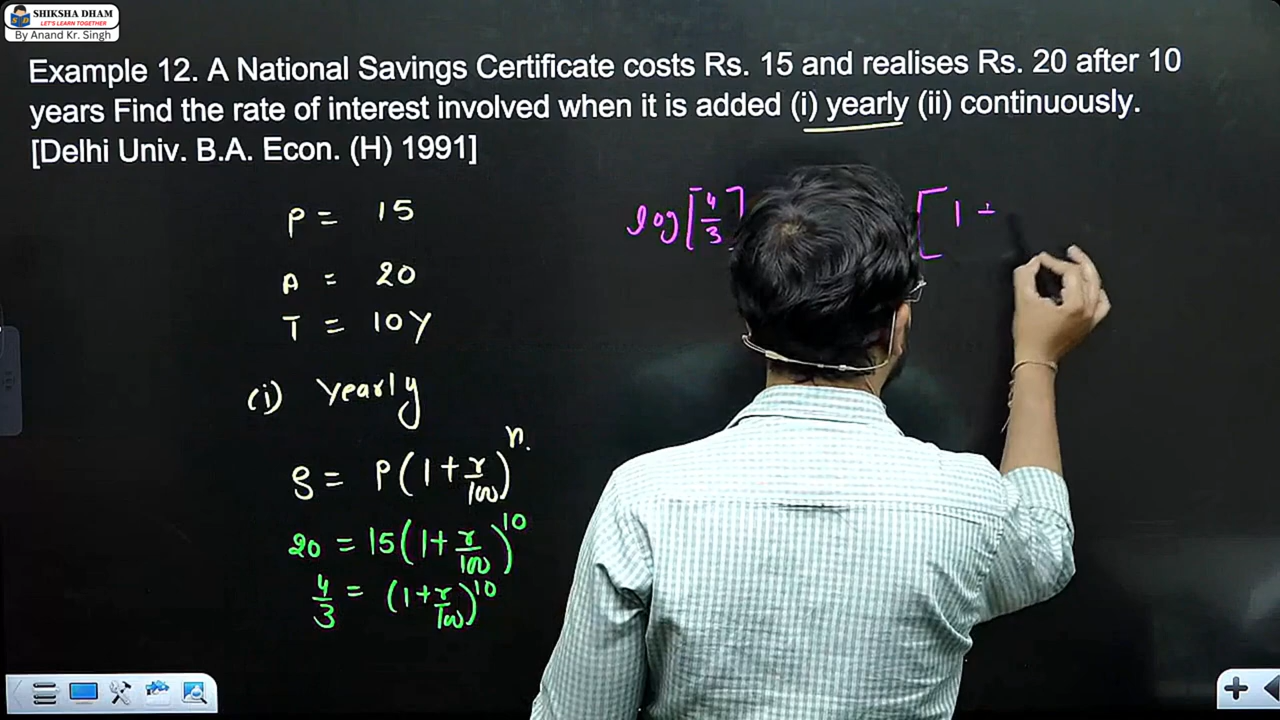 SHIKSHA DHAM
LET'S LEARN TOGETHER
By Anand Kr. Singh
Example 12. A National Savings Certificate costs Rs. 15 and realises Rs. 20 after 10
years Find the rate of interest involved when it is added (i) yearly (ii) continuously.
[Delhi Univ. B.A. Econ. (H) 1991]
P = 15
A = 20
T = 10Y
(i) Yearly
S = P(1+r/100)^n.
20 = 15(1+r/100)^10
4/3 = (1+r/100)^10
log[4/3] [1+